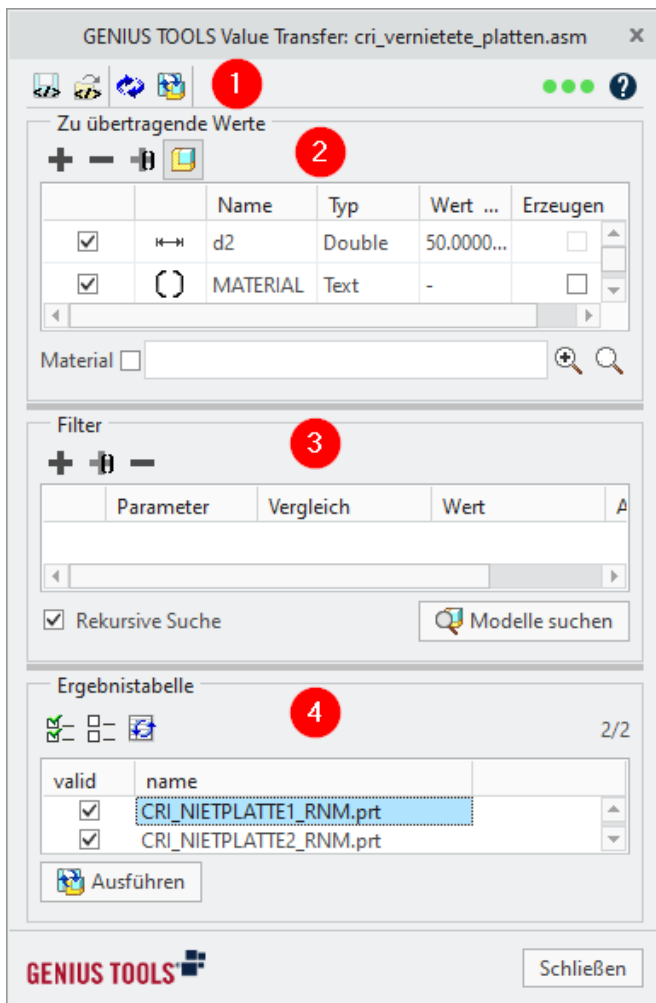 GENIUS TOOLS Value Transfer: cri_vernietete_platten.asm x
1
Zu übertragende Werte
2
Name Typ Wert ... Erzeugen
d2 Double 50.0000...
MATERIAL Text -
Material
Filter
3
Parameter Vergleich Wert A
Rekursive Suche Modelle suchen
Ergebnistabelle
4
2/2
valid name
CRI_NIETPLATTE1_RNM.prt
CRI_NIETPLATTE2_RNM.prt
Ausführen
GENIUS TOOLS Schließen